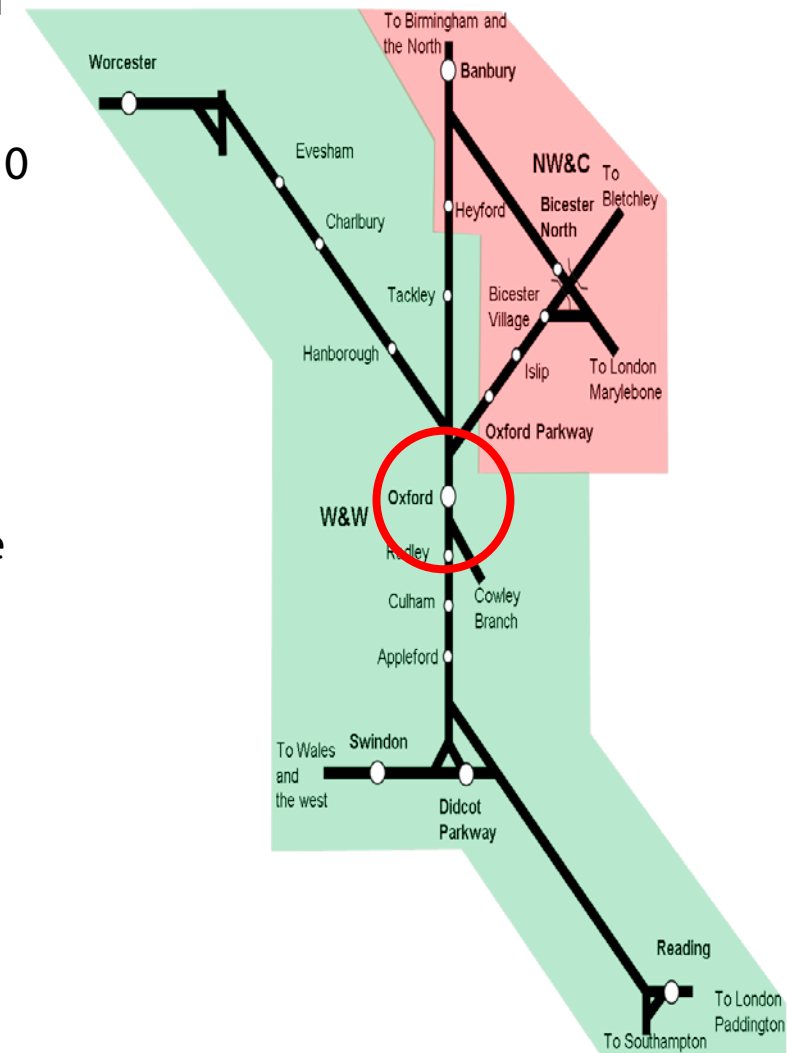 To Birmingham and
the North
Worcester
Banbury
0
Evesham
NW&C
To
Bletchley
Bicester
North
Heyford
Charlbury
Tackley
Bicester
Village
Hanborough
Islip
To London
Marylebone
Oxford Parkway
Oxford
W&W
e
Radley
Culham
Cowley
Branch
Appleford
To Wales
and
the west
Swindon
Didcot
Parkway
Reading
To London
Paddington
To Southampton